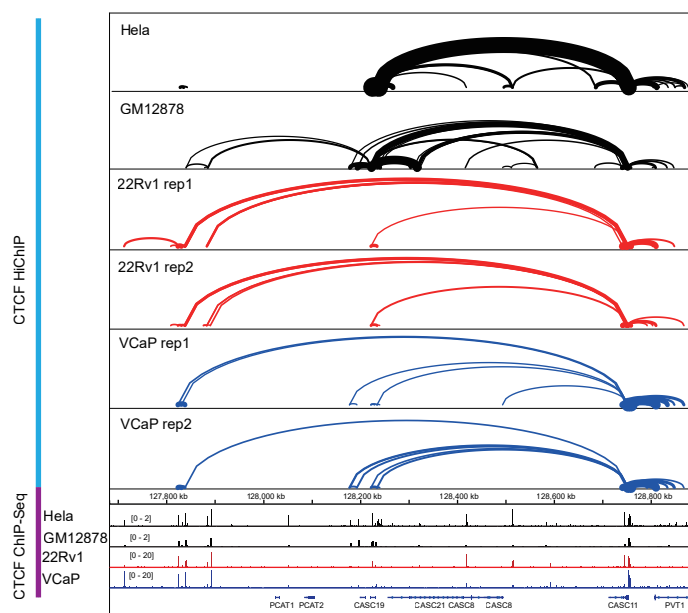 CTCF HiChIP
Hela
GM12878
22Rv1 rep1
22Rv1 rep2
VCaP rep1
VCaP rep2
127,800 kb 128,000 kb 128,200 kb 128,400 kb 128,600 kb 128,800 kb
CTCF ChIP-Seq
Hela [0 - 2]
GM12878 [0 - 2]
22Rv1 [0 - 20]
VCaP [0 - 20]
PCAT1 PCAT2 CASC19 CASC21 CASC8 CASC8 CASC11 PVT1